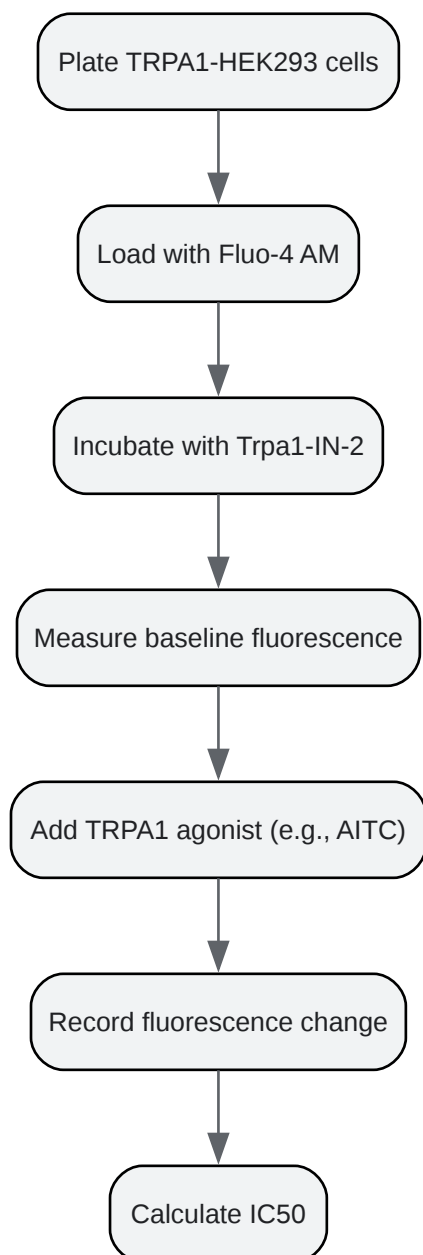 Plate TRPA1-HEK293 cells
Load with Fluo-4 AM
Incubate with Trpa1-IN-2
Measure baseline fluorescence
Add TRPA1 agonist (e.g., AITC)
Record fluorescence change
Calculate IC50